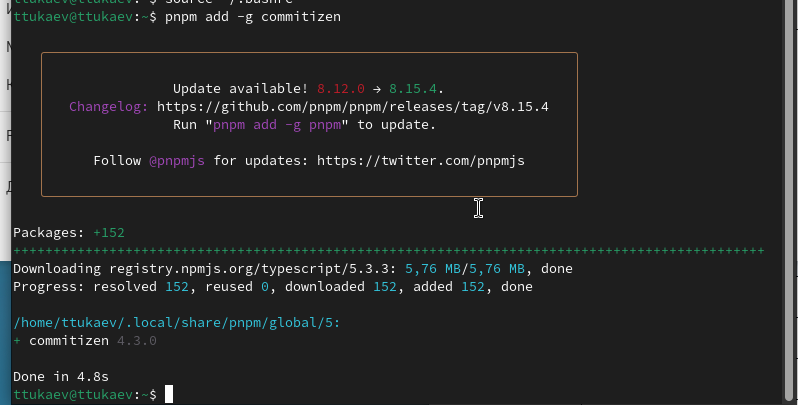 ttukaev@ttukaev:~$ pnpm add -g commitizen
Update available! 8.12.0 → 8.15.4.
Changelog: https://github.com/pnpm/pnpm/releases/tag/v8.15.4
Run "pnpm add -g pnpm" to update.
Follow @pnpmjs for updates: https://twitter.com/pnpmjs
Packages: +152
++++++++++++++++++++++++++++++++++++++++++++++++++++++++++++++++++++++++++++++++++++++++++++++
Downloading registry.npmjs.org/typescript/5.3.3: 5,76 MB/5,76 MB, done
Progress: resolved 152, reused 0, downloaded 152, added 152, done
/home/ttukaev/.local/share/pnpm/global/5:
+ commitizen 4.3.0
Done in 4.8s
ttukaev@ttukaev:~$